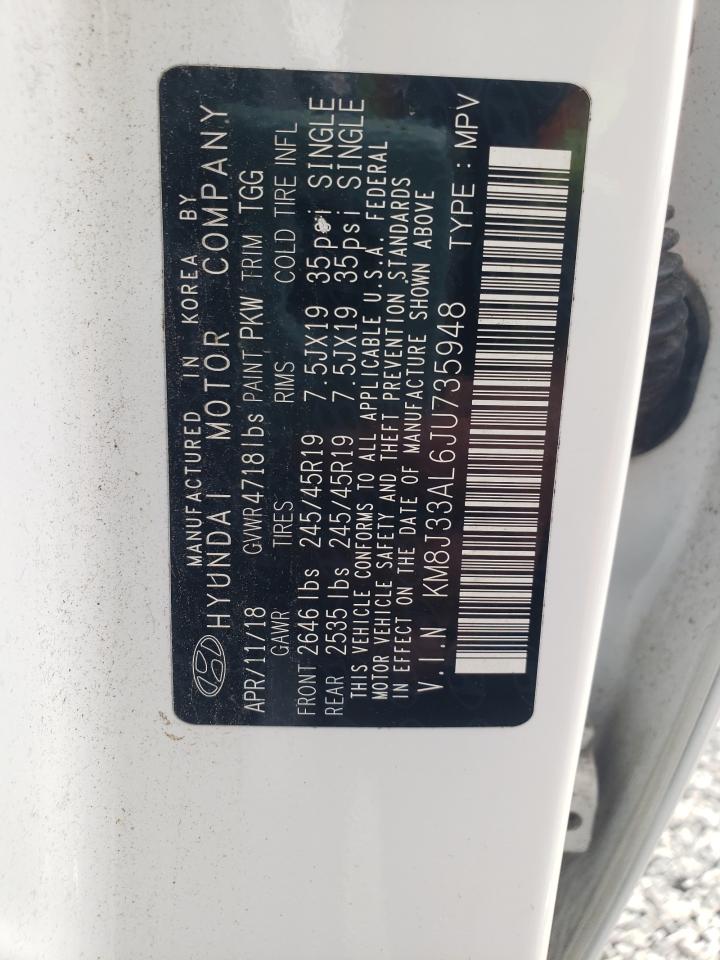 MANUFACTURED IN KOREA BY
HYUNDAI MOTOR COMPANY
APR/11/18 GVWR4718lbs PAINT PKW TRIM TGG
GAWR TIRES RIMS COLD TIRE INFL
FRONT 2646 lbs 245/45R19 7.5JX19 35psi SINGLE
REAR 2535 lbs 245/45R19 7.5JX19 35psi SINGLE
THIS VEHICLE CONFORMS TO ALL APPLICABLE U.S.A. FEDERAL
MOTOR VEHICLE SAFETY AND THEFT PREVENTION STANDARDS
IN EFFECT ON THE DATE OF MANUFACTURE SHOWN ABOVE
V.I.N KM8J33AL6JU735948 TYPE : MPV